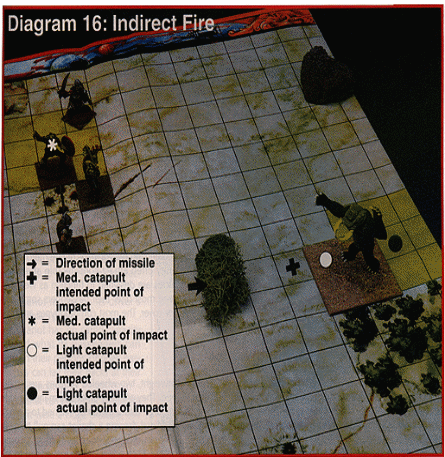 Diagram 16: Indirect Fire
➔ = Direction of missile
✚ = Med. catapult
intended point of
impact
* = Med. catapult
actual point of impact
○ = Light catapult
intended point of
impact
● = Light catapult
actual point of impact